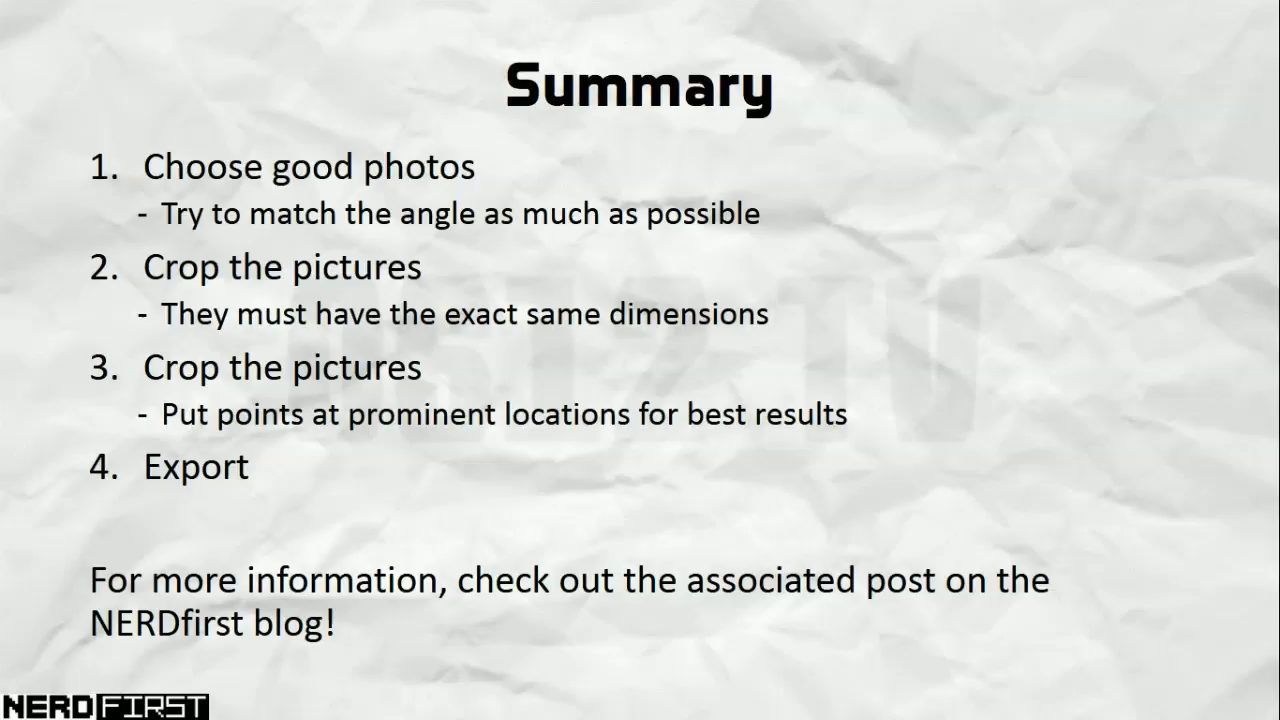 Summary
1. Choose good photos
- Try to match the angle as much as possible
2. Crop the pictures
- They must have the exact same dimensions
3. Crop the pictures
- Put points at prominent locations for best results
4. Export
For more information, check out the associated post on the
NERDfirst blog!
NERDFIRST